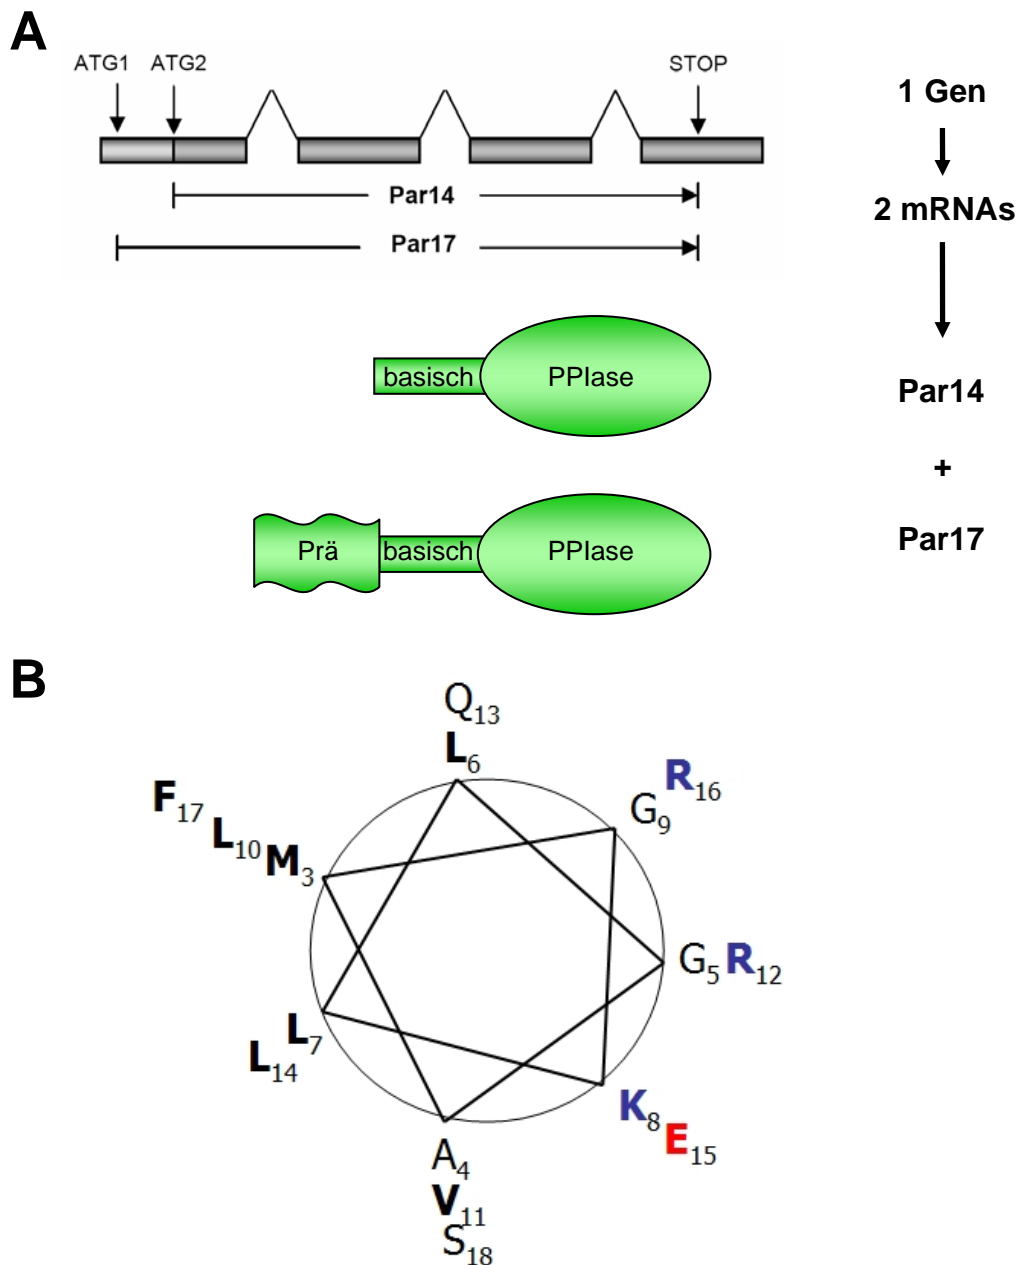 A
ATG1 ATG2 STOP
Par14
Par17
1 Gen
2 mRNAs
Par14
+
Par17
basisch PPIase
Prä basisch PPIase
B
Q13
L6
R16
G9
F17
L10
M3
G5 R12
L7
L14
K8
E15
A4
V11
S18